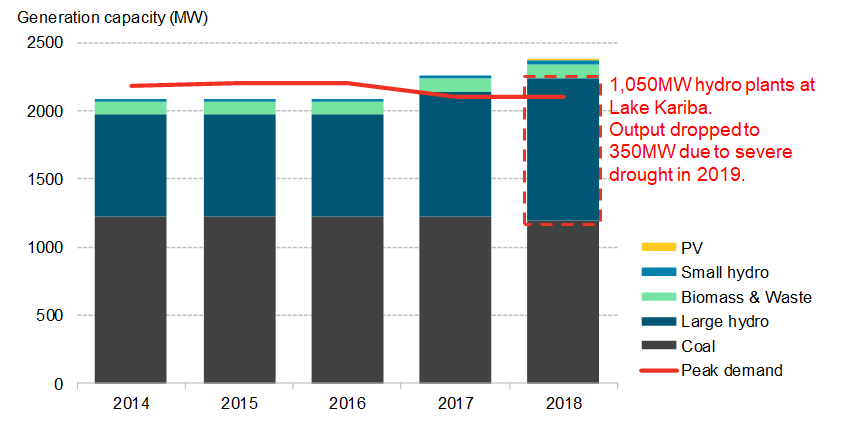 Generation capacity (MW)
2500
2000
1500
1000
500
0
2014
2015
2016
2017
2018
1,050MW hydro plants at
Lake Kariba.
Output dropped to
350MW due to severe
drought in 2019.
PV
Small hydro
Biomass & Waste
Large hydro
Coal
Peak demand